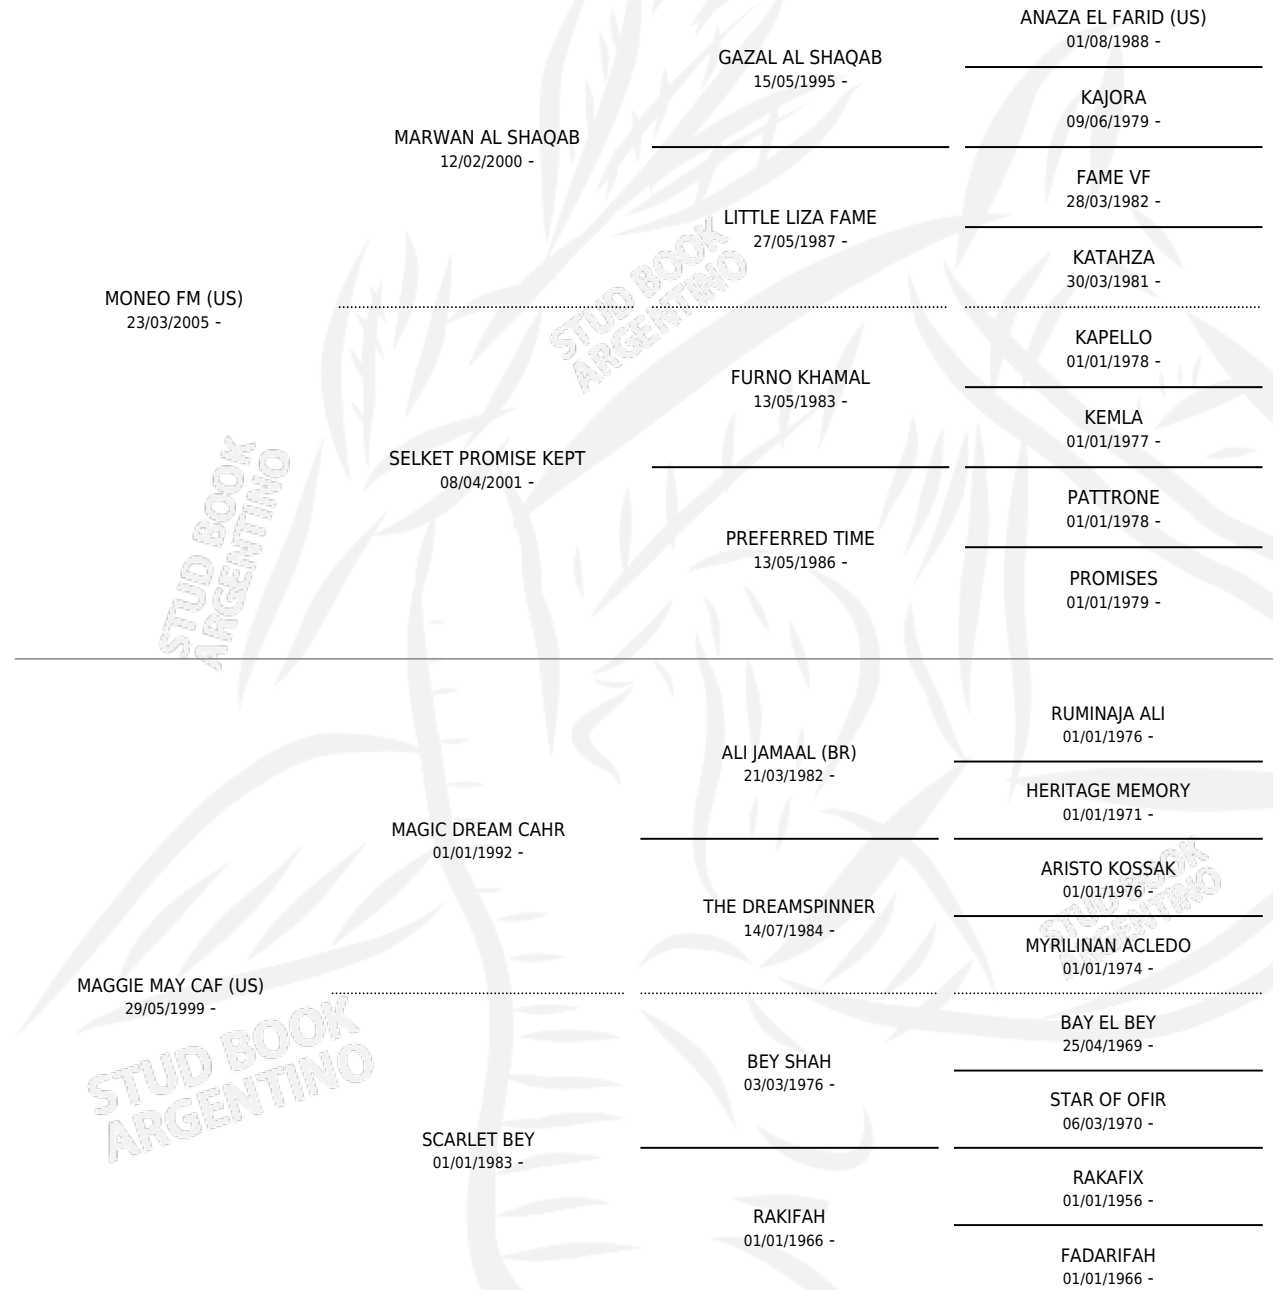 ANAZA EL FARID (US)
01/08/1988 -
GAZAL AL SHAQAB
15/05/1995 -
KAJORA
09/06/1979 -
MARWAN AL SHAQAB
12/02/2000 -
FAME VF
28/03/1982 -
LITTLE LIZA FAME
27/05/1987 -
KATAHZA
30/03/1981 -
MONEO FM (US)
23/03/2005 -
KAPELLO
01/01/1978 -
FURNO KHAMAL
13/05/1983 -
KEMLA
01/01/1977 -
SELKET PROMISE KEPT
08/04/2001 -
PATTRONE
01/01/1978 -
PREFERRED TIME
13/05/1986 -
PROMISES
01/01/1979 -
STUD BOOK
ARGENTINO
STUD BOOK
ARGENTINO
RUMINAJA ALI
01/01/1976 -
ALI JAMAAL (BR)
21/03/1982 -
HERITAGE MEMORY
01/01/1971 -
MAGIC DREAM CAHR
01/01/1992 -
ARISTO KOSSAK
01/01/1976 -
THE DREAMSPINNER
14/07/1984 -
MYRILINAN ACLEDO
01/01/1974 -
MAGGIE MAY CAF (US)
29/05/1999 -
BAY EL BEY
25/04/1969 -
BEY SHAH
03/03/1976 -
STAR OF OFIR
06/03/1970 -
SCARLET BEY
01/01/1983 -
RAKAFIX
01/01/1956 -
RAKIFAH
01/01/1966 -
FADARIFAH
01/01/1966 -
STUD BOOK
ARGENTINO
STUD BOOK
ARGENTINO